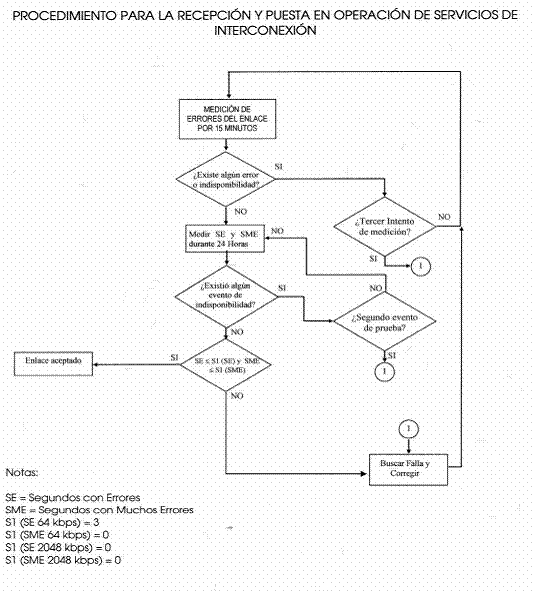 PROCEDIMIENTO PARA LA RECEPCIÓN Y PUESTA EN OPERACIÓN DE SERVICIOS DE
INTERCONEXIÓN
MEDICIÓN DE
ERRORES DEL ENLACE
POR 15 MINUTOS
¿Existe algún error
o indisponibilidad?
SI
NO
¿Tercer Intento
de medición?
NO
SI
1
Medir SE y SME
durante 24 Horas
NO
¿Existió algún
evento de
indisponibilidad?
SI
NO
NO
¿Segundo evento
de prueba?
SI
1
Enlace aceptado
SI
SE ≤ S1 (SE) y SME
≤ S1 (SME)
NO
1
Buscar Falla y
Corregir
Notas:
SE = Segundos con Errores
SME = Segundos con Muchos Errores
S1 (SE 64 kbps) = 3
S1 (SME 64 kbps) = 0
S1 (SE 2048 kbps) = 0
S1 (SME 2048 kbps) = 0